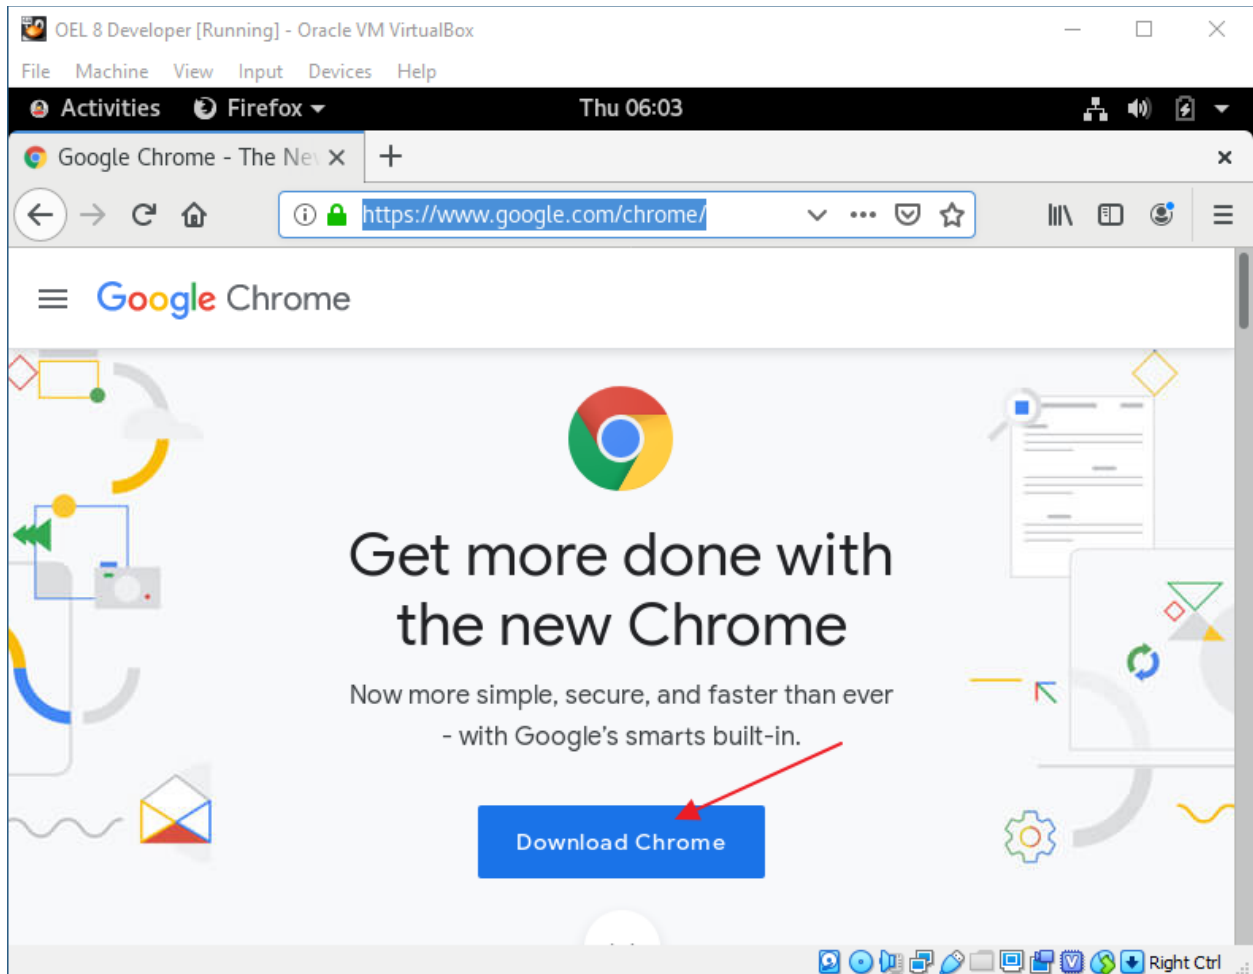 OEL 8 Developer [Running] - Oracle VM VirtualBox
File Machine View Input Devices Help
Activities Firefox Thu 06:03
Google Chrome - The Ne
https://www.google.com/chrome/
Google Chrome
Get more done with
the new Chrome
Now more simple, secure, and faster than ever
- with Google's smarts built-in.
Download Chrome
Right Ctrl